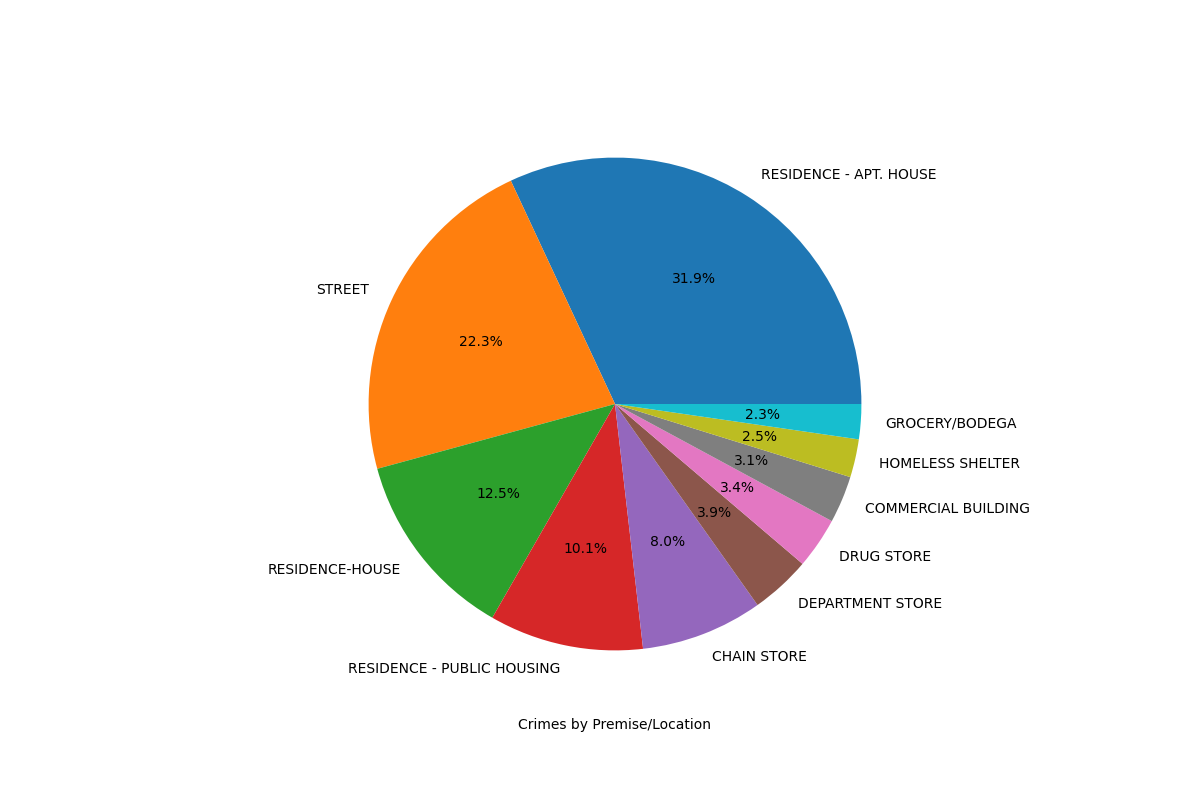 RESIDENCE - APT. HOUSE
31.9%
STREET
22.3%
RESIDENCE-HOUSE
12.5%
RESIDENCE - PUBLIC HOUSING
10.1%
CHAIN STORE
8.0%
DEPARTMENT STORE
3.9%
DRUG STORE
3.4%
COMMERCIAL BUILDING
3.1%
HOMELESS SHELTER
2.5%
GROCERY/BODEGA
2.3%
Crimes by Premise/Location